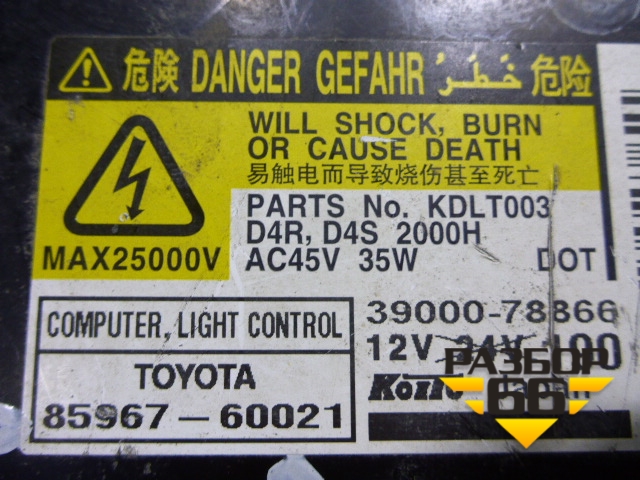 危険 DANGER GEFAHR خطر 危险
WILL SHOCK, BURN
OR CAUSE DEATH
易触电而导致烧伤甚至死亡
MAX25000V
PARTS No. KDLT003
D4R, D4S 2000H
AC45V 35W DOT
COMPUTER, LIGHT CONTROL
TOYOTA
85967-60021
39000-78866
12V 24V 100
РАЗБОР
66